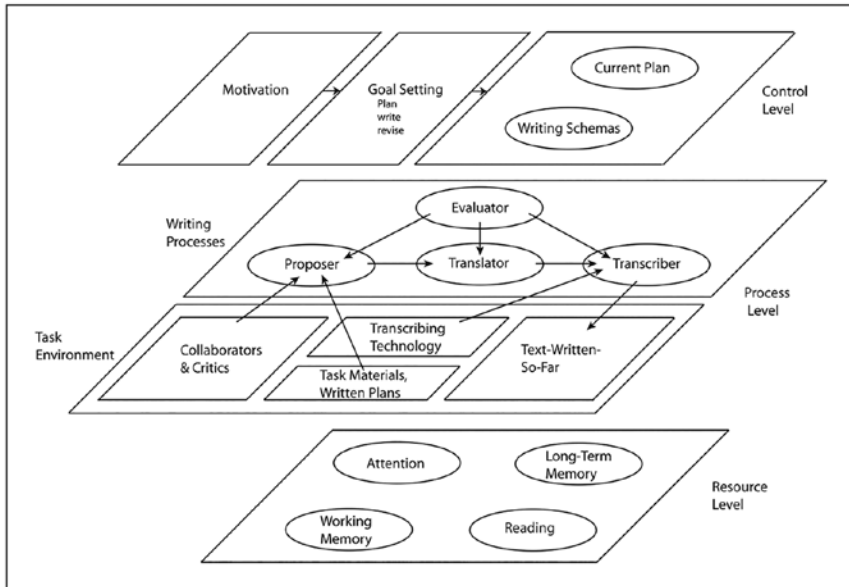 Motivation
Goal Setting
Plan
write
revise
Current Plan
Writing Schemas
Control
Level
Writing
Processes
Evaluator
Proposer
Translator
Transcriber
Process
Level
Task
Environment
Collaborators
& Critics
Transcribing
Technology
Task Materials,
Written Plans
Text-Written-
So-Far
Attention
Long-Term
Memory
Working
Memory
Reading
Resource
Level